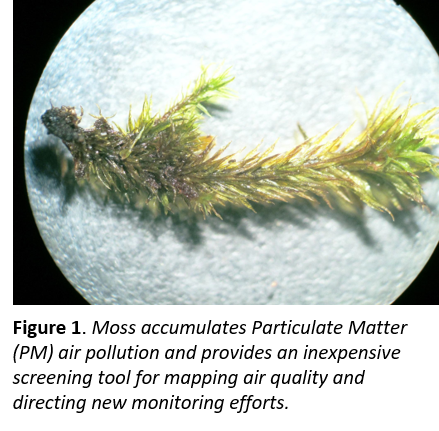 Figure 1. Moss accumulates Particulate Matter
(PM) air pollution and provides an inexpensive
screening tool for mapping air quality and
directing new monitoring efforts.